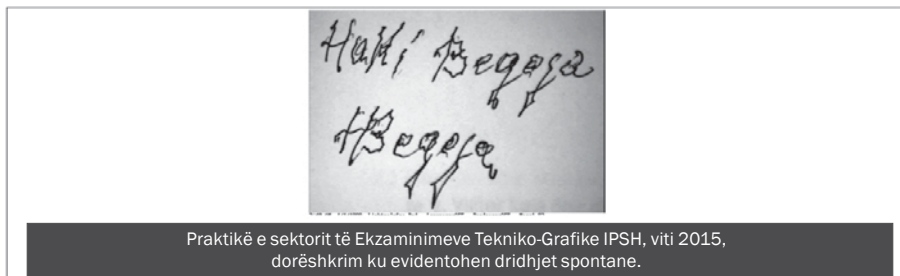 Haki Beqeja
HBeqeja
Praktikë e sektorit të Ekzaminimeve Tekniko-Grafike IPSH, viti 2015,
dorëshkrim ku evidentohen dridhjet spontane.